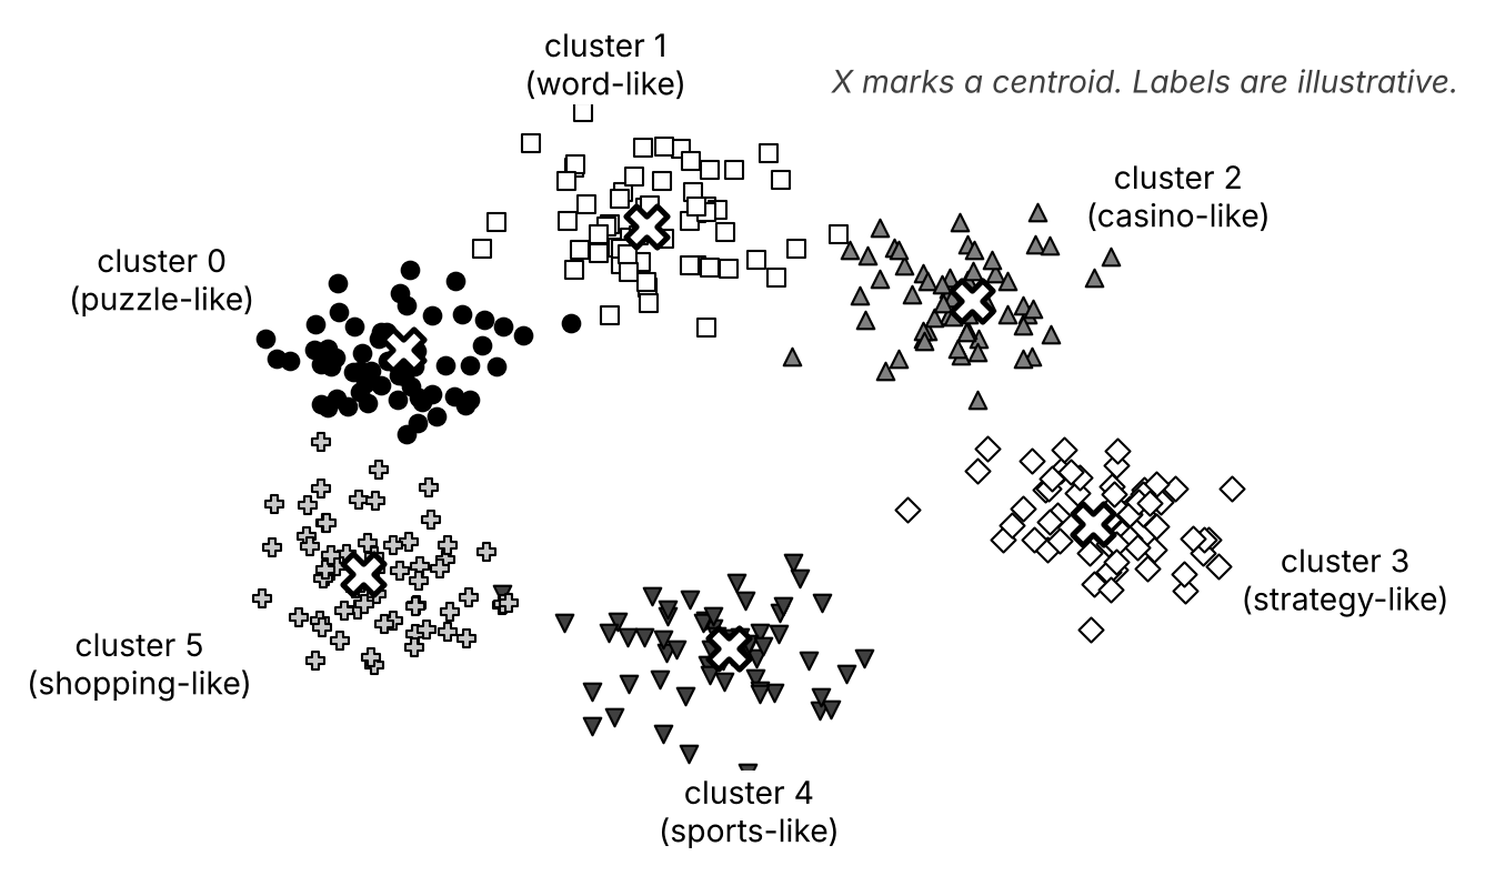 cluster 1
(word-like)
X marks a centroid. Labels are illustrative.
cluster 2
(casino-like)
cluster 0
(puzzle-like)
cluster 3
(strategy-like)
cluster 5
(shopping-like)
cluster 4
(sports-like)